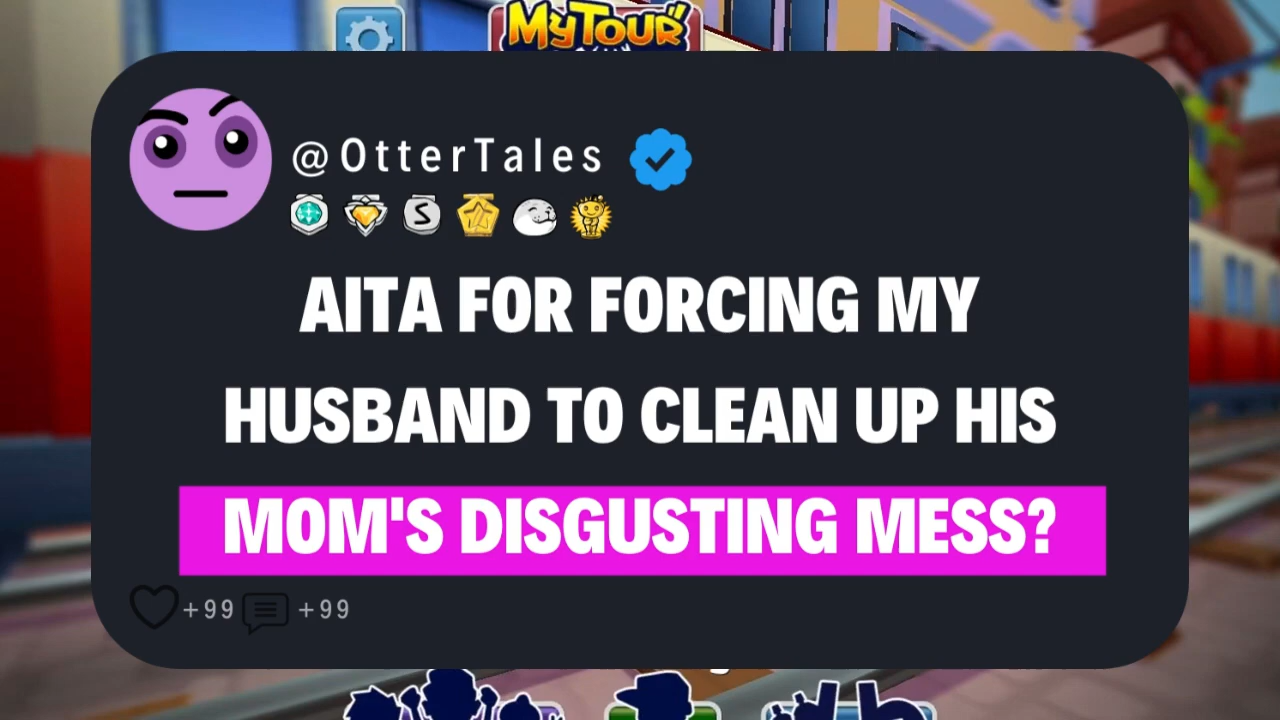 MYTOUR
@OtterTales
AITA FOR FORCING MY
HUSBAND TO CLEAN UP HIS
MOM'S DISGUSTING MESS?
+99 +99